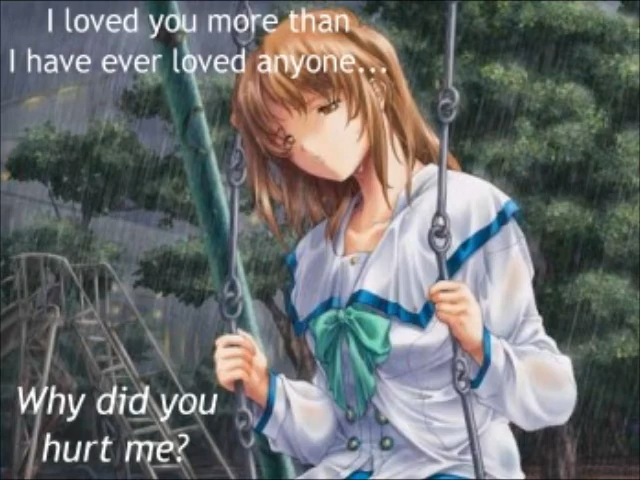 I loved you more than
I have ever loved anyone...
Why did you
hurt me?